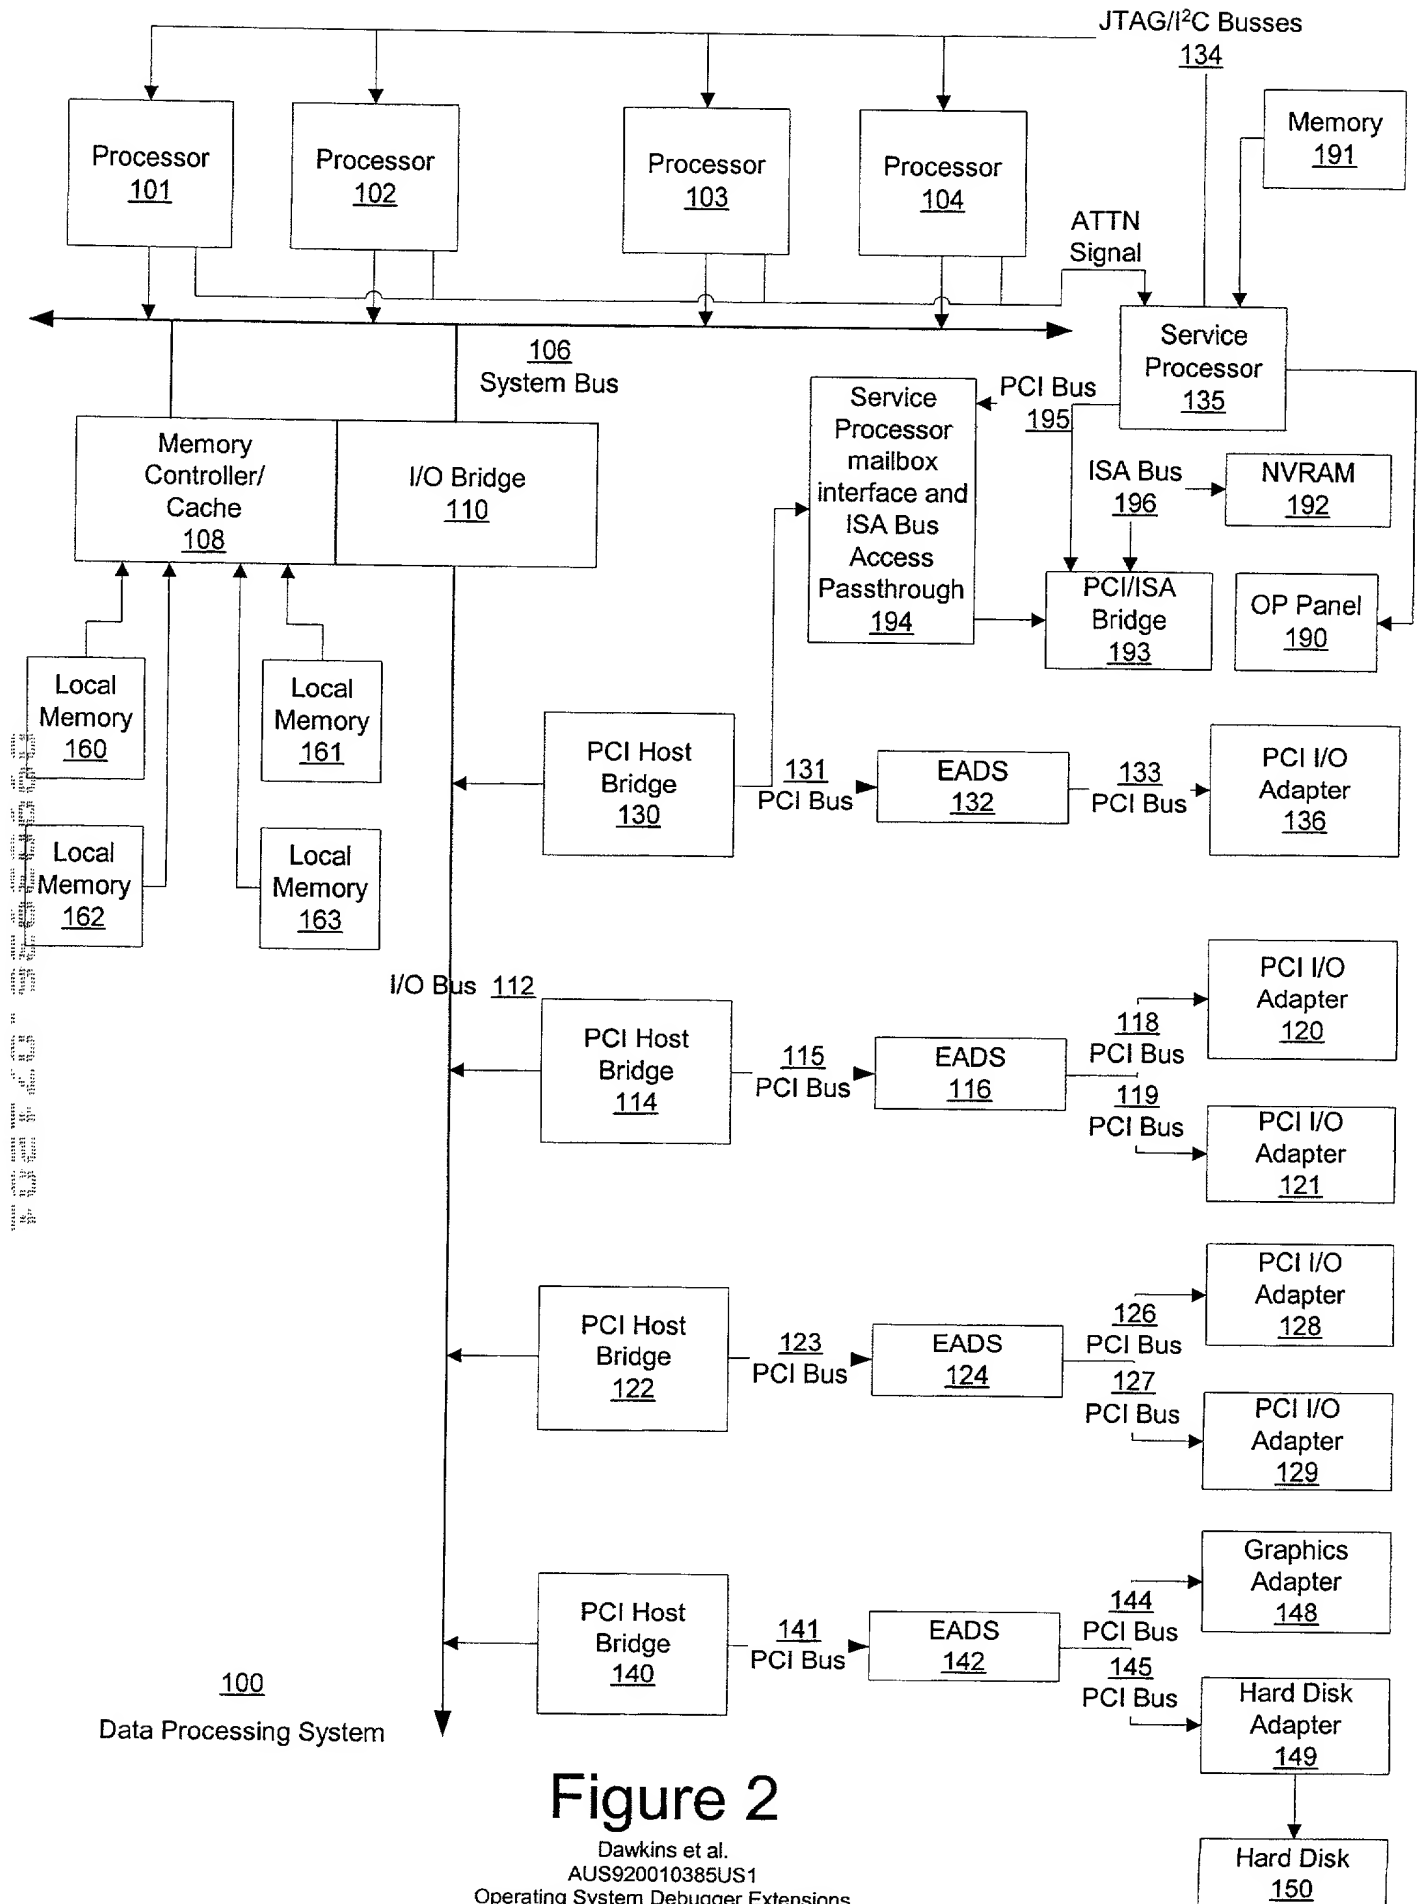 JTAG/I²C Busses
134
Memory
191
Processor
101
Processor
102
Processor
103
Processor
104
ATTN
Signal
106
System Bus
Service
Processor
135
PCI Bus
195
Service
Processor
mailbox
interface and
ISA Bus
Access
Passthrough
194
ISA Bus
196
NVRAM
192
Memory
Controller/
Cache
108
I/O Bridge
110
PCI/ISA
Bridge
193
OP Panel
190
Local
Memory
160
Local
Memory
161
Local
Memory
162
Local
Memory
163
PCI Host
Bridge
130
131
PCI Bus
EADS
132
133
PCI Bus
PCI I/O
Adapter
136
I/O Bus 112
PCI Host
Bridge
114
115
PCI Bus
EADS
116
118
PCI Bus
119
PCI Bus
PCI I/O
Adapter
120
PCI I/O
Adapter
121
PCI Host
Bridge
122
123
PCI Bus
EADS
124
126
PCI Bus
127
PCI Bus
PCI I/O
Adapter
128
PCI I/O
Adapter
129
PCI Host
Bridge
140
141
PCI Bus
EADS
142
144
PCI Bus
145
PCI Bus
Graphics
Adapter
148
Hard Disk
Adapter
149
Hard Disk
150
100
Data Processing System
Figure 2
Dawkins et al.
AUS920010385US1
Operating System Debugger Extensions